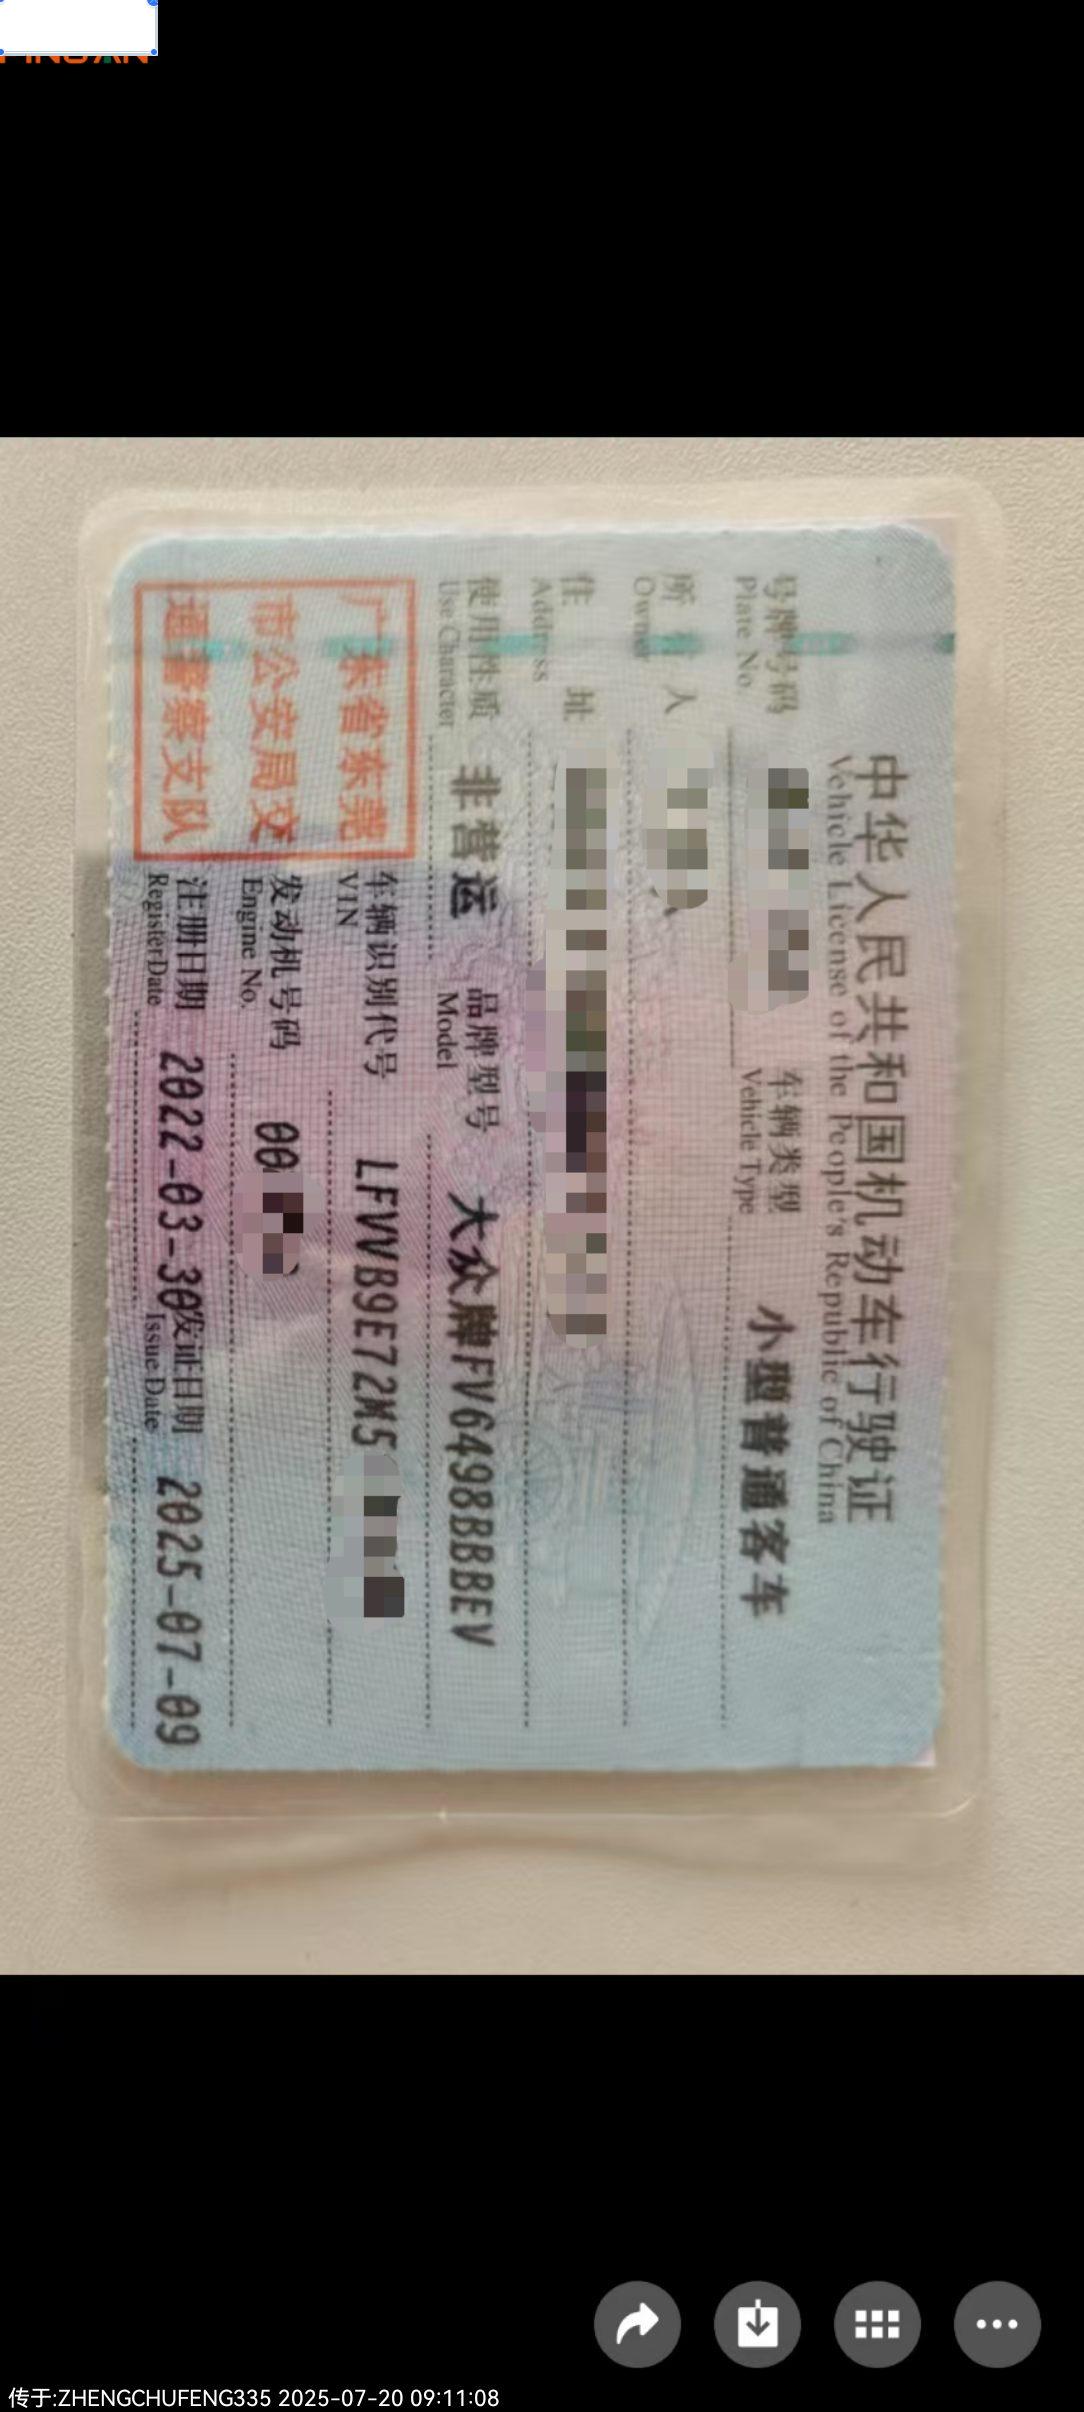 中华人民共和国机动车行驶证
Vehicle License of the People's Republic of China
号牌号码
Plate No.
车辆类型 小型普通客车
Vehicle Type
所有人
Owner
住址
Address
使用性质 非营运
Use Character
品牌型号 大众牌FV6498BBBEV
Model
广东省东莞
市公安局交
通警察支队
车辆识别代号 LFVVB9E72M5
VIN
发动机号码 00
Engine No.
注册日期 2022-03-30
Register Date
发证日期 2025-07-09
Issue Date
传于:ZHENGCHUFENG335 2025-07-20 09:11:08